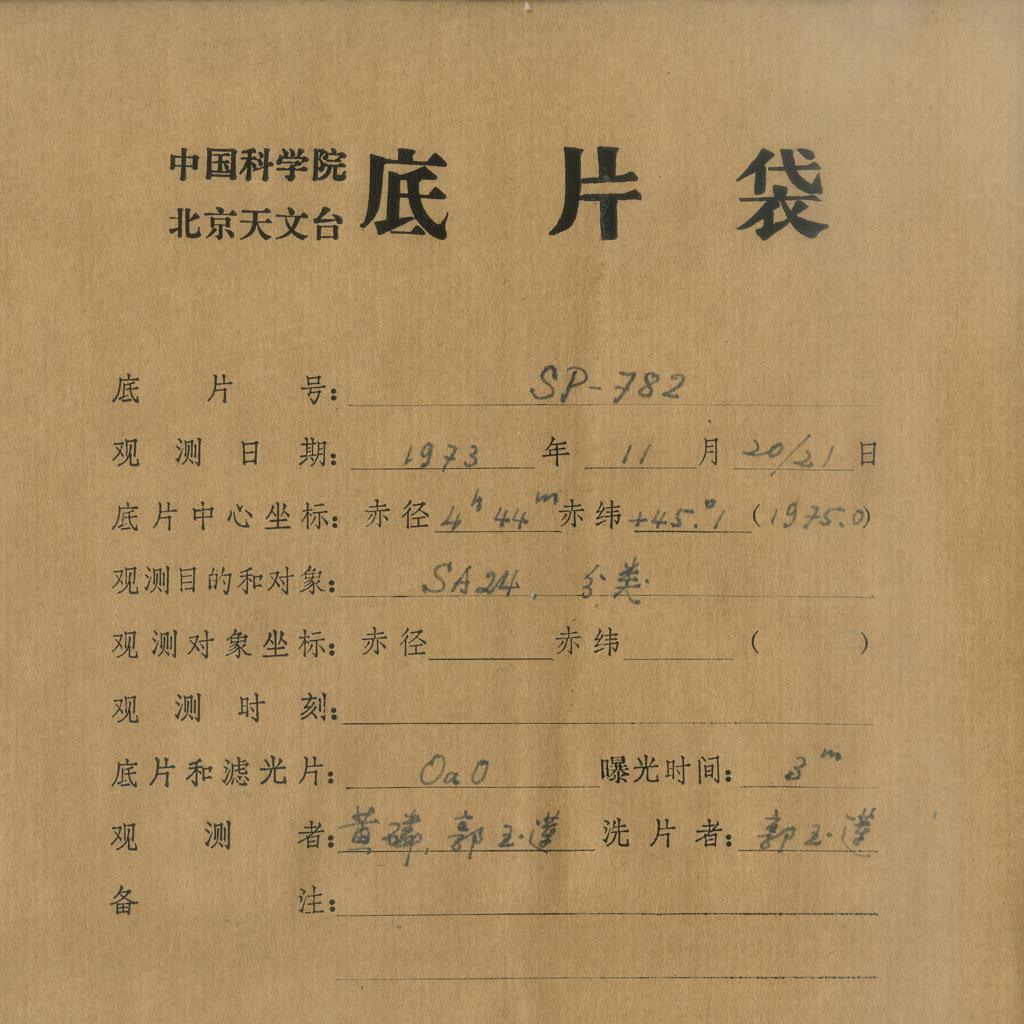 中国科学院
北京天文台
底片袋
底片号: SP-782
观测日期: 1973 年 11 月 20/21 日
底片中心坐标: 赤径 4ʰ 44ᵐ 赤纬 +45.°1 (1975.0)
观测目的和对象: SA24. 分类.
观测对象坐标: 赤径 赤纬 ( )
观测时刻:
底片和滤光片: OaO 曝光时间: 3ᵐ
观测者: 黄磷, 郭玉 洗片者: 郭玉
备注: